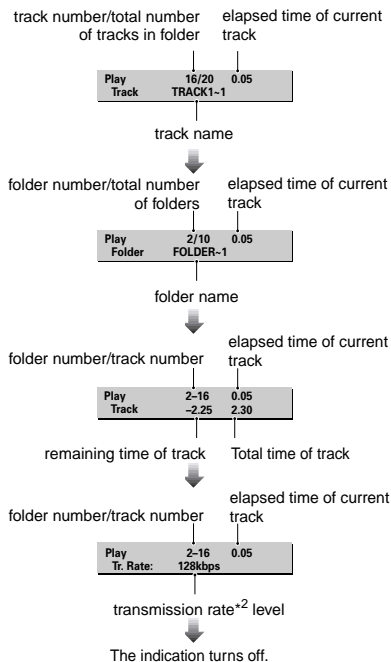 track number/total number of tracks in folder
elapsed time of current track
Play 16/20 0.05
Track TRACK1~1
track name
folder number/total number of folders
elapsed time of current track
Play 2/10 0.05
Folder FOLDER~1
folder name
folder number/track number
elapsed time of current track
Play 2–16 0.05
Track –2.25 2.30
remaining time of track
Total time of track
folder number/track number
elapsed time of current track
Play 2–16 0.05
Tr. Rate: 128kbps
transmission rate*2 level
The indication turns off.